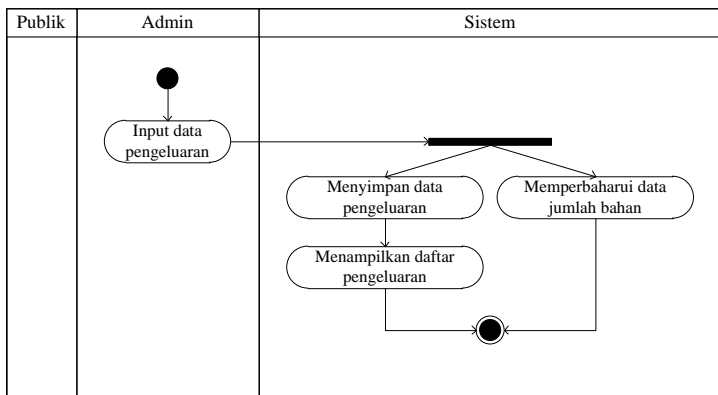 Publik
Admin
Sistem
Input data
pengeluaran
Menyimpan data
pengeluaran
Memperbaharui data
jumlah bahan
Menampilkan daftar
pengeluaran